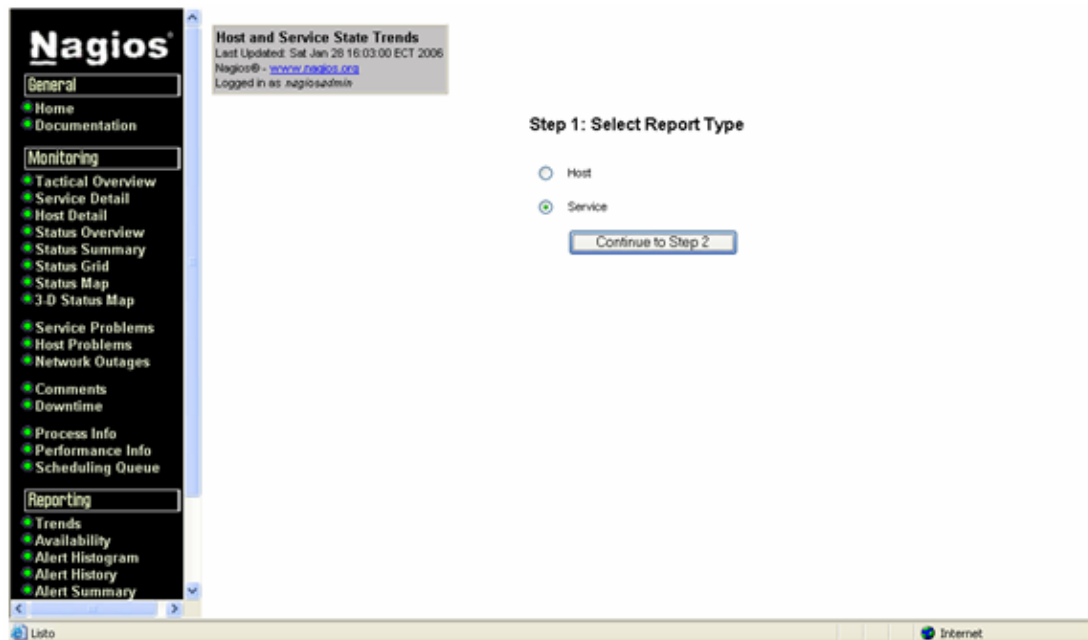 Nagios®
General
Home
Documentation
Monitoring
Tactical Overview
Service Detail
Host Detail
Status Overview
Status Summary
Status Grid
Status Map
3-D Status Map
Service Problems
Host Problems
Network Outages
Comments
Downtime
Process Info
Performance Info
Scheduling Queue
Reporting
Trends
Availability
Alert Histogram
Alert History
Alert Summary
Host and Service State Trends
Last Updated: Sat Jan 28 16:03:00 ECT 2006
Nagios® - www.nagios.org
Logged in as nagiosadmin
Step 1: Select Report Type
Host
Service
Continue to Step 2
Listo
Internet